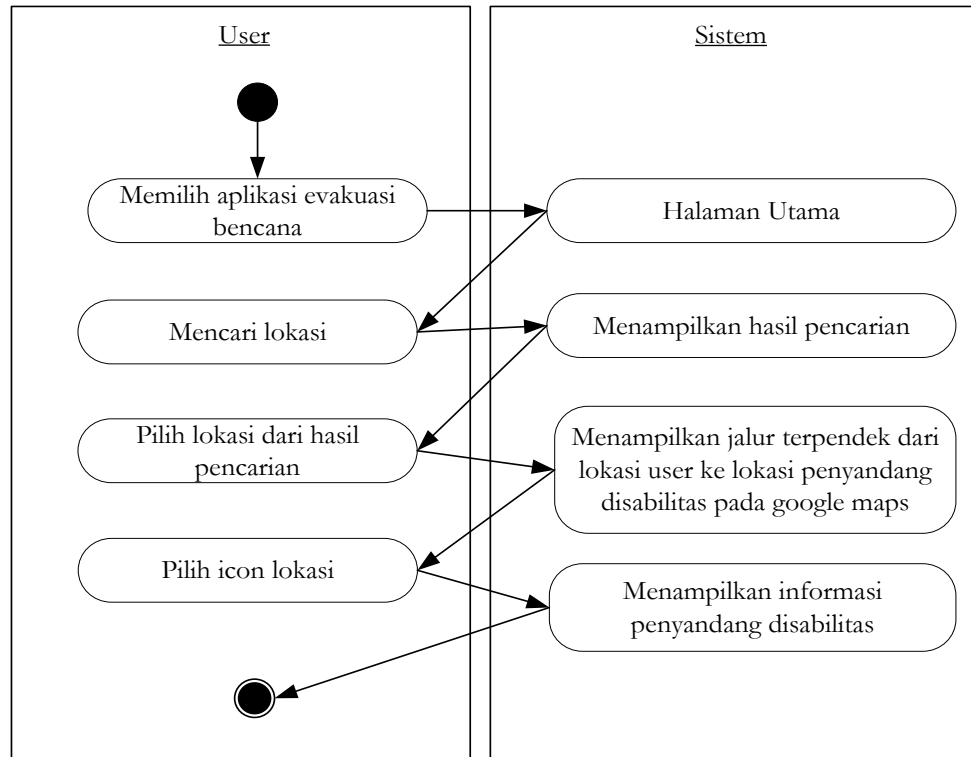 User
Sistem
Memilih aplikasi evakuasi
bencana
Halaman Utama
Mencari lokasi
Menampilkan hasil pencarian
Pilih lokasi dari hasil
pencarian
Menampilkan jalur terpendek dari
lokasi user ke lokasi penyandang
disabilitas pada google maps
Pilih icon lokasi
Menampilkan informasi
penyandang disabilitas